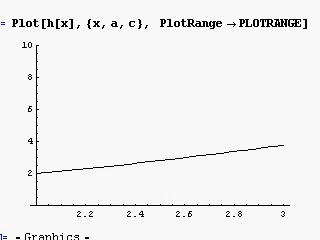 = Plot[h[x], {x, a, c}, PlotRange → PLOTRANGE]
10
8
6
4
2
2.2 2.4 2.6 2.8 3
= - Graphics -